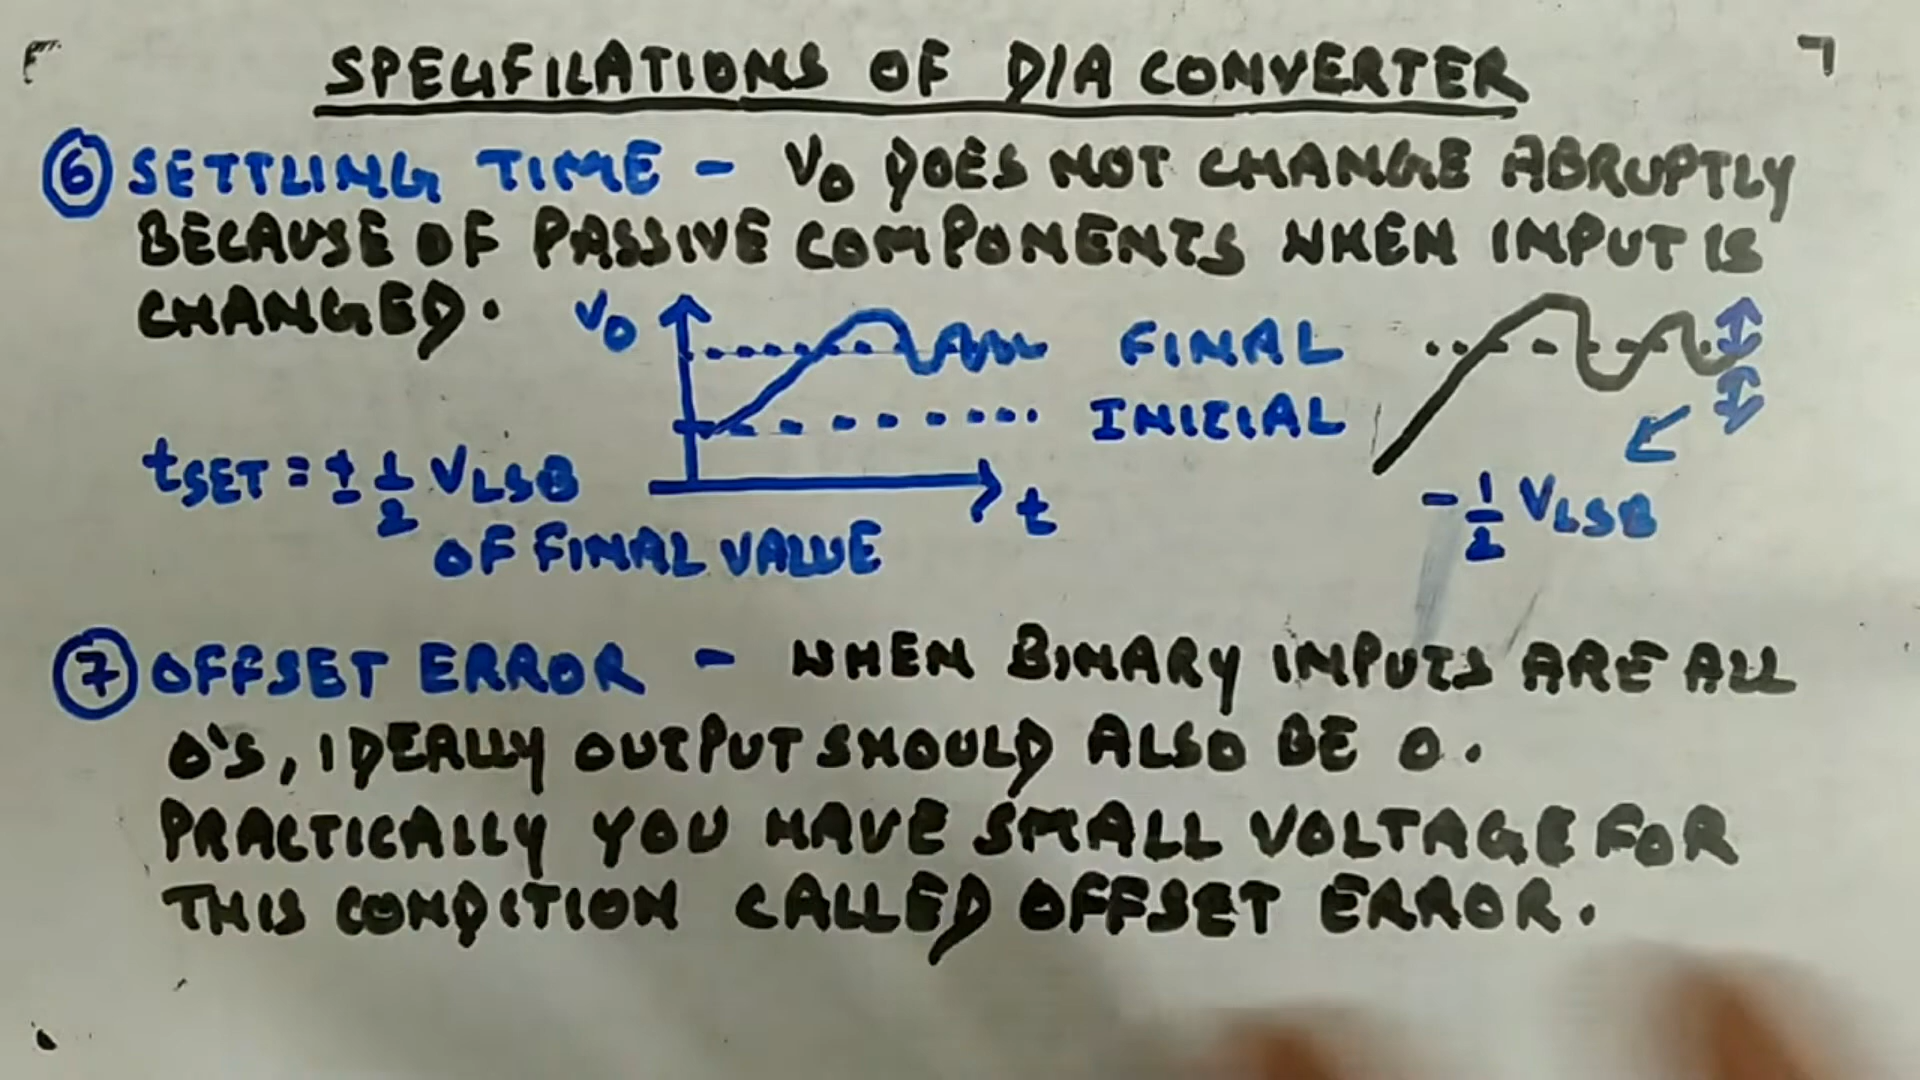 SPECIFICATIONS OF D/A CONVERTER
⑥ SETTLING TIME - V0 DOES NOT CHANGE ABRUPTLY
BECAUSE OF PASSIVE COMPONENTS WHEN INPUT IS
CHANGED.
V0
FINAL
INITIAL
tSET = ± 1/2 VLSB
OF FINAL VALUE
t
- 1/2 VLSB
⑦ OFFSET ERROR - WHEN BINARY INPUTS ARE ALL
0'S, IDEALLY OUTPUT SHOULD ALSO BE 0.
PRACTICALLY YOU HAVE SMALL VOLTAGE FOR
THIS CONDITION CALLED OFFSET ERROR.